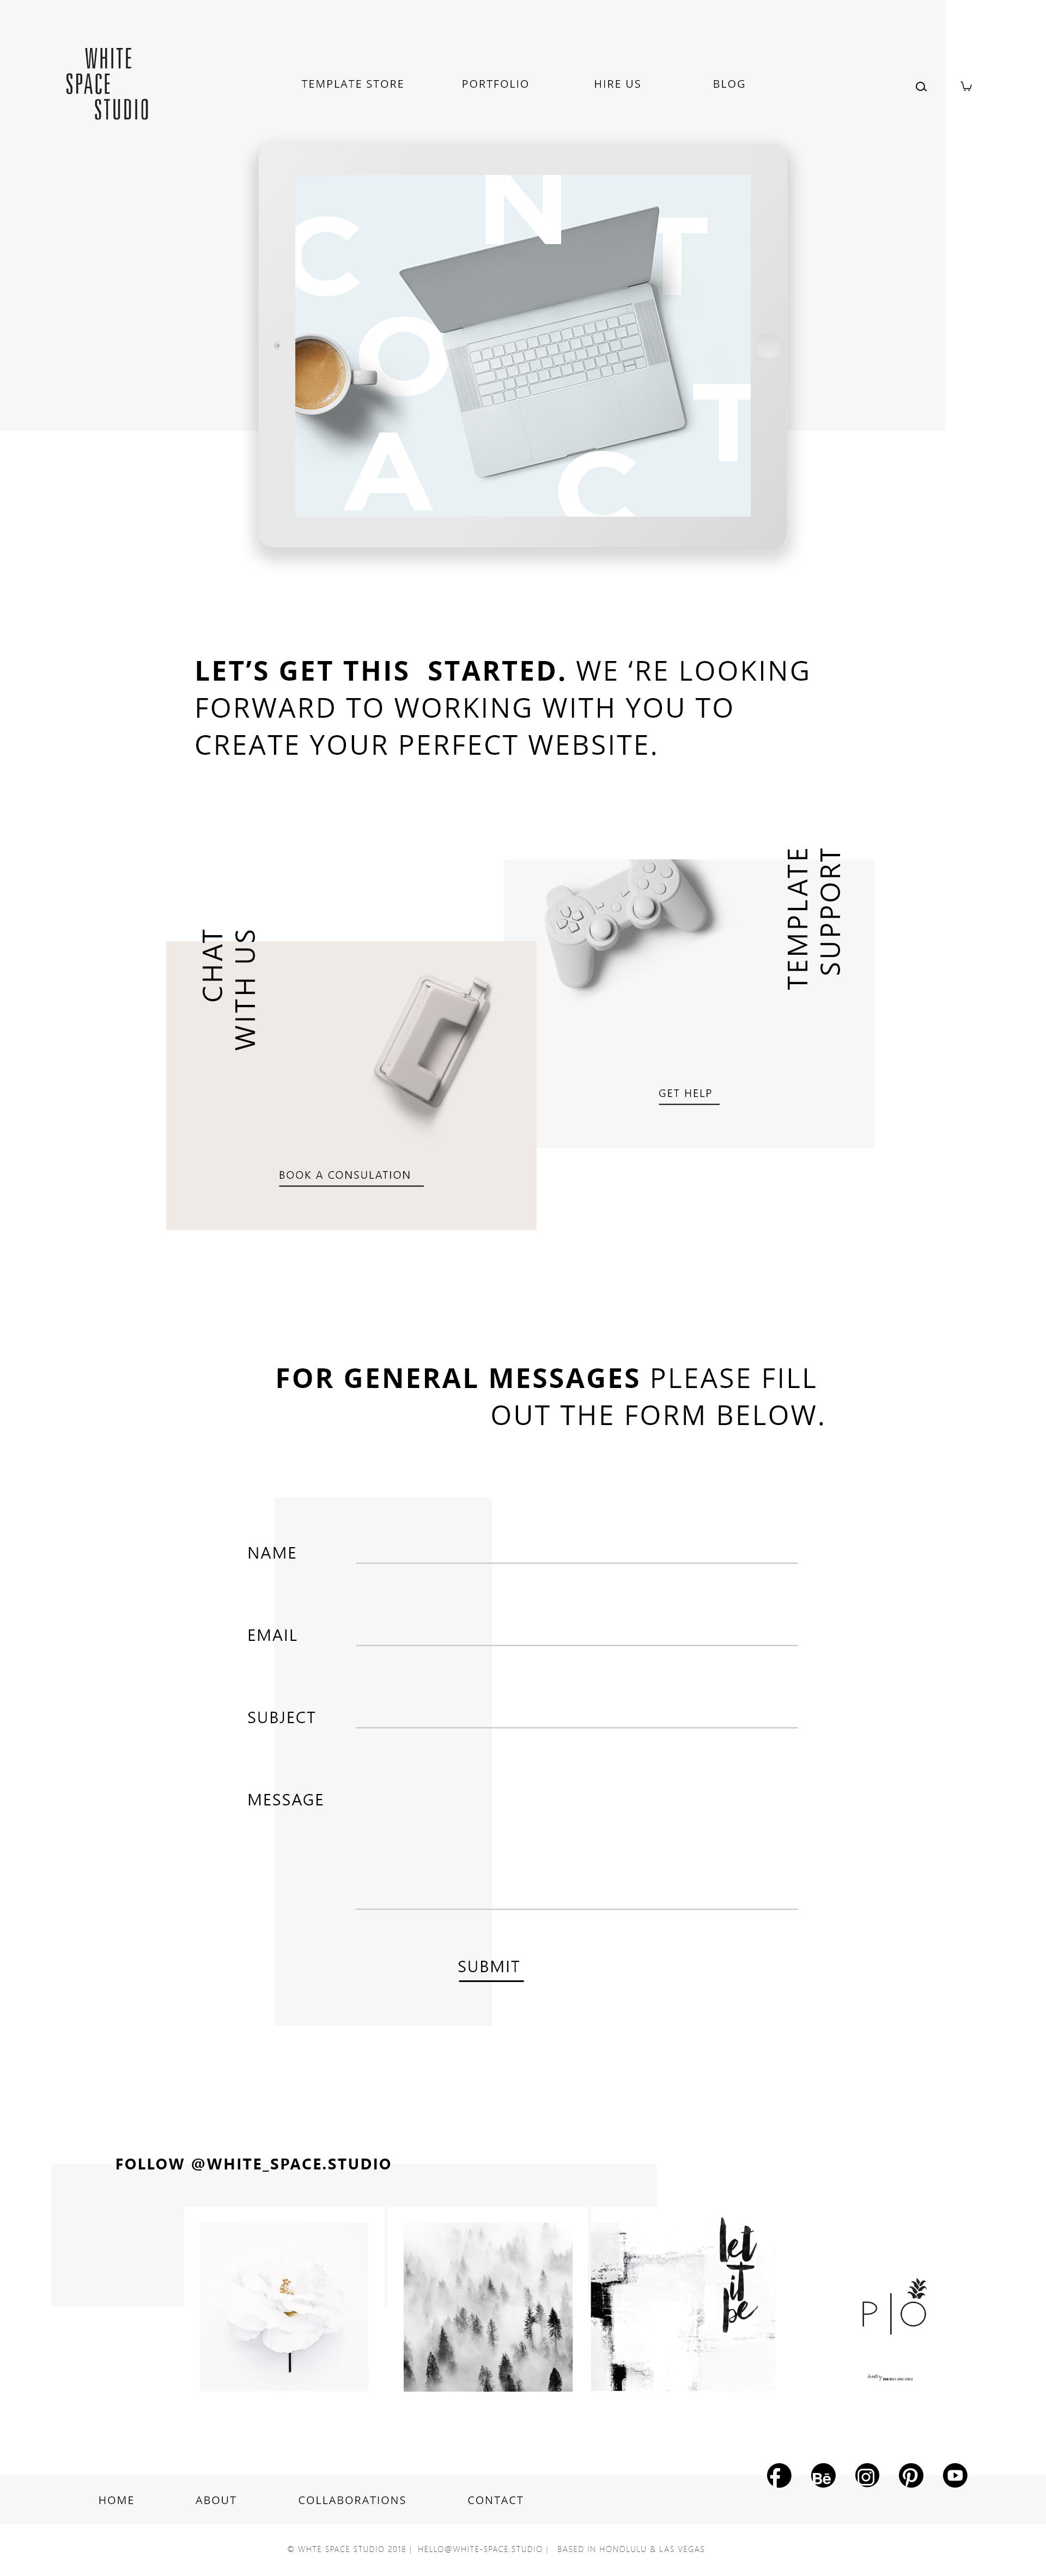 WHITE
SPACE
STUDIO
TEMPLATE STORE
PORTFOLIO
HIRE US
BLOG
C
N
T
O
T
A
C
LET’S GET THIS  STARTED. WE ‘RE LOOKING
FORWARD TO WORKING WITH YOU TO
CREATE YOUR PERFECT WEBSITE.
CHAT
WITH US
BOOK A CONSULATION
TEMPLATE
SUPPORT
GET HELP
FOR GENERAL MESSAGES PLEASE FILL
OUT THE FORM BELOW.
NAME
EMAIL
SUBJECT
MESSAGE
SUBMIT
FOLLOW @WHITE_SPACE.STUDIO
let
it
be
P|O
Bē
HOME
ABOUT
COLLABORATIONS
CONTACT
© WHTE SPACE STUDIO 2018 |  HELLO@WHITE-SPACE.STUDIO |   BASED IN HONOLULU & LAS VEGAS